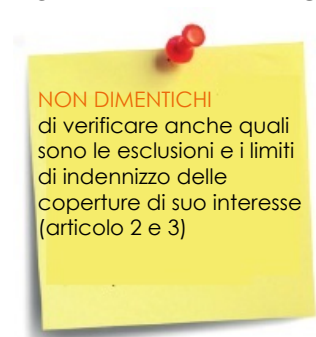 NON DIMENTICHI
di verificare anche quali
sono le esclusioni e i limiti
di indennizzo delle
coperture di suo interesse
(articolo 2 e 3)